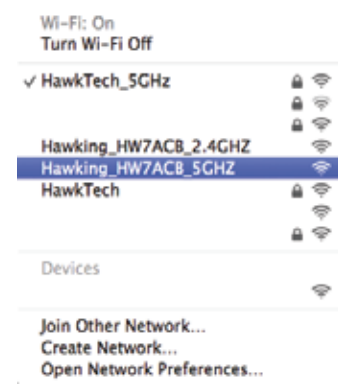 Wi-Fi: On
Turn Wi-Fi Off
✓ HawkTech_5GHz
Hawking_HW7ACB_2.4GHZ
Hawking_HW7ACB_5GHZ
HawkTech
Devices
Join Other Network...
Create Network...
Open Network Preferences...